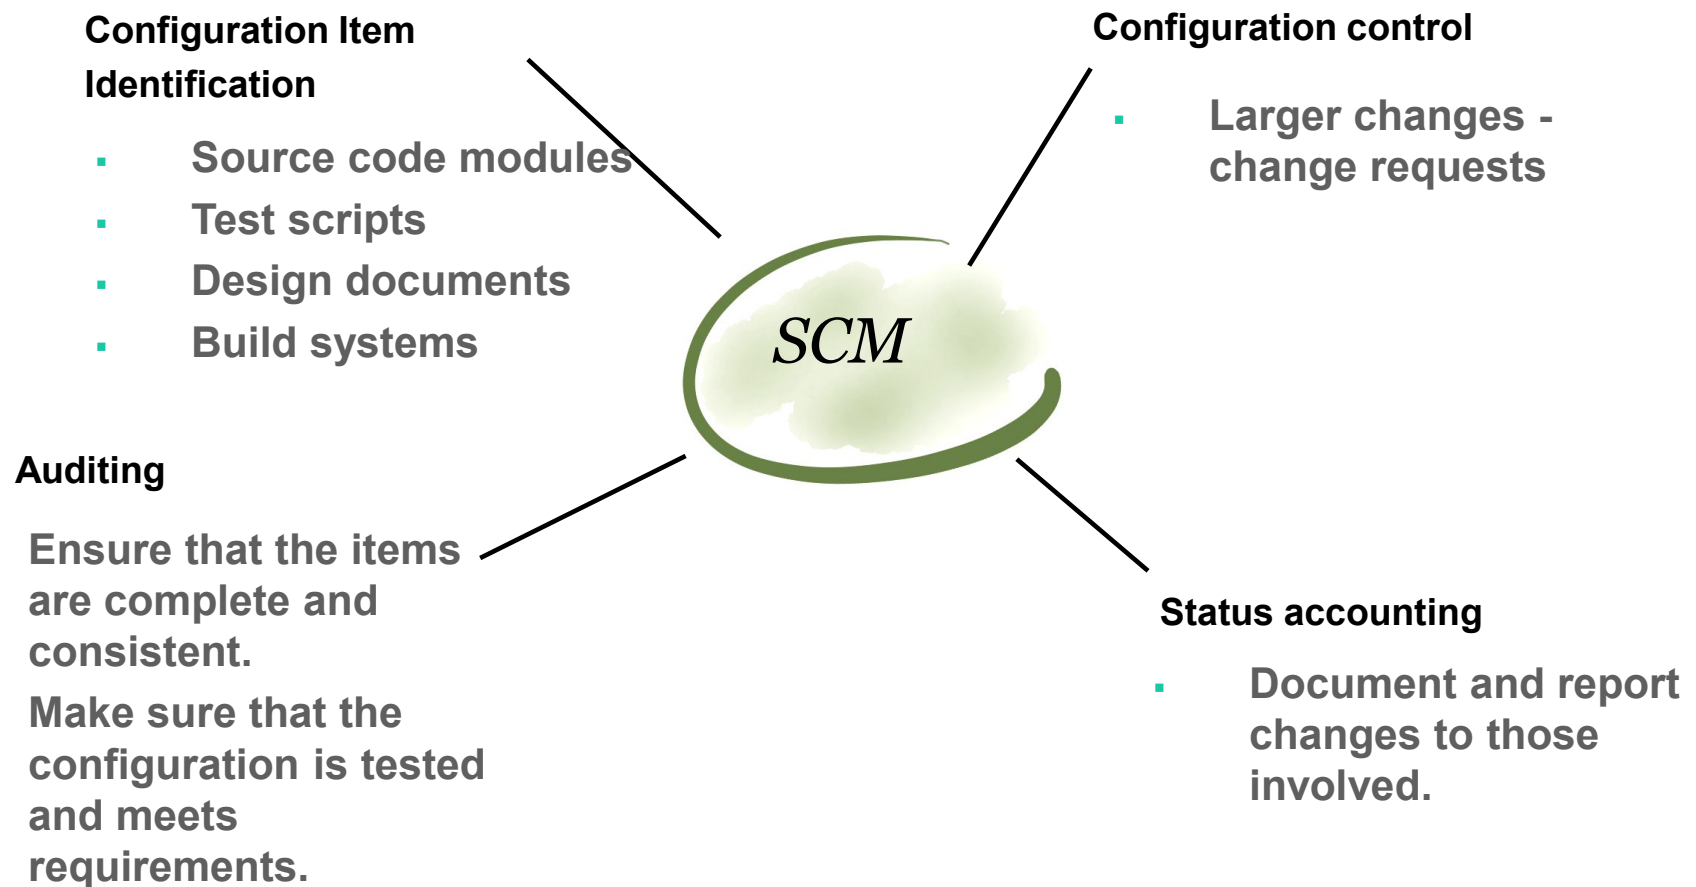 Configuration Item
Identification
▪ Source code modules
▪ Test scripts
▪ Design documents
▪ Build systems
Configuration control
▪ Larger changes -
change requests
SCM
Auditing
Ensure that the items
are complete and
consistent.
Make sure that the
configuration is tested
and meets
requirements.
Status accounting
▪ Document and report
changes to those
involved.